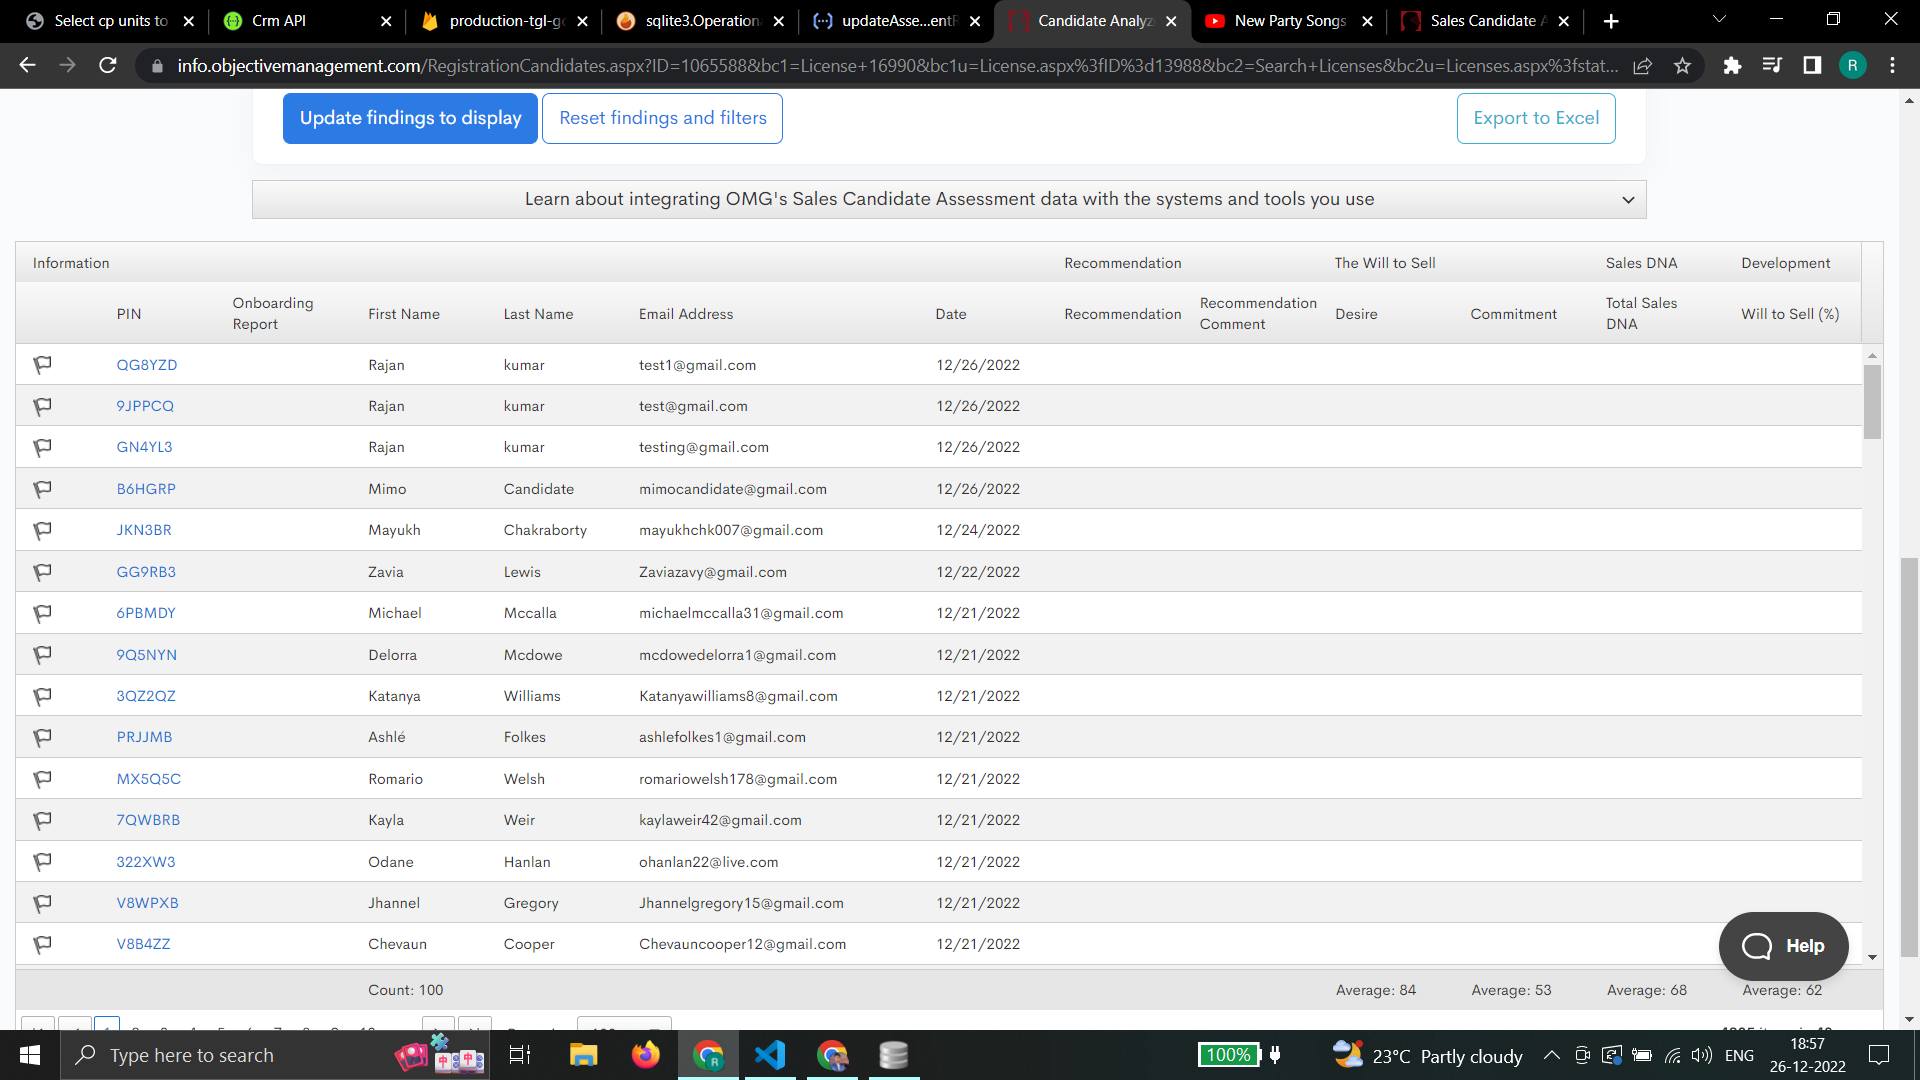 Select cp units to
Crm API
production-tgl-g
sqlite3.Operation
updateAsse...ent
Candidate Analyz
New Party Songs
Sales Candidate
info.objectivemanagement.com/RegistrationCandidates.aspx?ID=1065588&bc1=License+16990&bc1u=License.aspx%3fID%3d13988&bc2=Search+Licenses&bc2u=Licenses.aspx%3fstat...
R
Update findings to display
Reset findings and filters
Export to Excel
Learn about integrating OMG's Sales Candidate Assessment data with the systems and tools you use
Information Recommendation The Will to Sell Sales DNA Development
PIN Onboarding Report First Name Last Name Email Address Date Recommendation Recommendation Comment Desire Commitment Total Sales DNA Will to Sell (%)
QG8YZD Rajan kumar test1@gmail.com 12/26/2022
9JPPCQ Rajan kumar test@gmail.com 12/26/2022
GN4YL3 Rajan kumar testing@gmail.com 12/26/2022
B6HGRP Mimo Candidate mimocandidate@gmail.com 12/26/2022
JKN3BR Mayukh Chakraborty mayukhchk007@gmail.com 12/24/2022
GG9RB3 Zavia Lewis Zaviazavy@gmail.com 12/22/2022
6PBMDY Michael Mccalla michaelmccalla31@gmail.com 12/21/2022
9Q5NYN Delorra Mcdowe mcdowedelorra1@gmail.com 12/21/2022
3QZ2QZ Katanya Williams Katanyawilliams8@gmail.com 12/21/2022
PRJJMB Ashlé Folkes ashlefolkes1@gmail.com 12/21/2022
MX5Q5C Romario Welsh romariowelsh178@gmail.com 12/21/2022
7QWBRB Kayla Weir kaylaweir42@gmail.com 12/21/2022
322XW3 Odane Hanlan ohanlan22@live.com 12/21/2022
V8WPXB Jhannel Gregory Jhannelgregory15@gmail.com 12/21/2022
V8B4ZZ Chevaun Cooper Chevauncooper12@gmail.com 12/21/2022
Help
Count: 100 Average: 84 Average: 53 Average: 68 Average: 62
Type here to search
100%
23°C Partly cloudy
ENG
18:57
26-12-2022